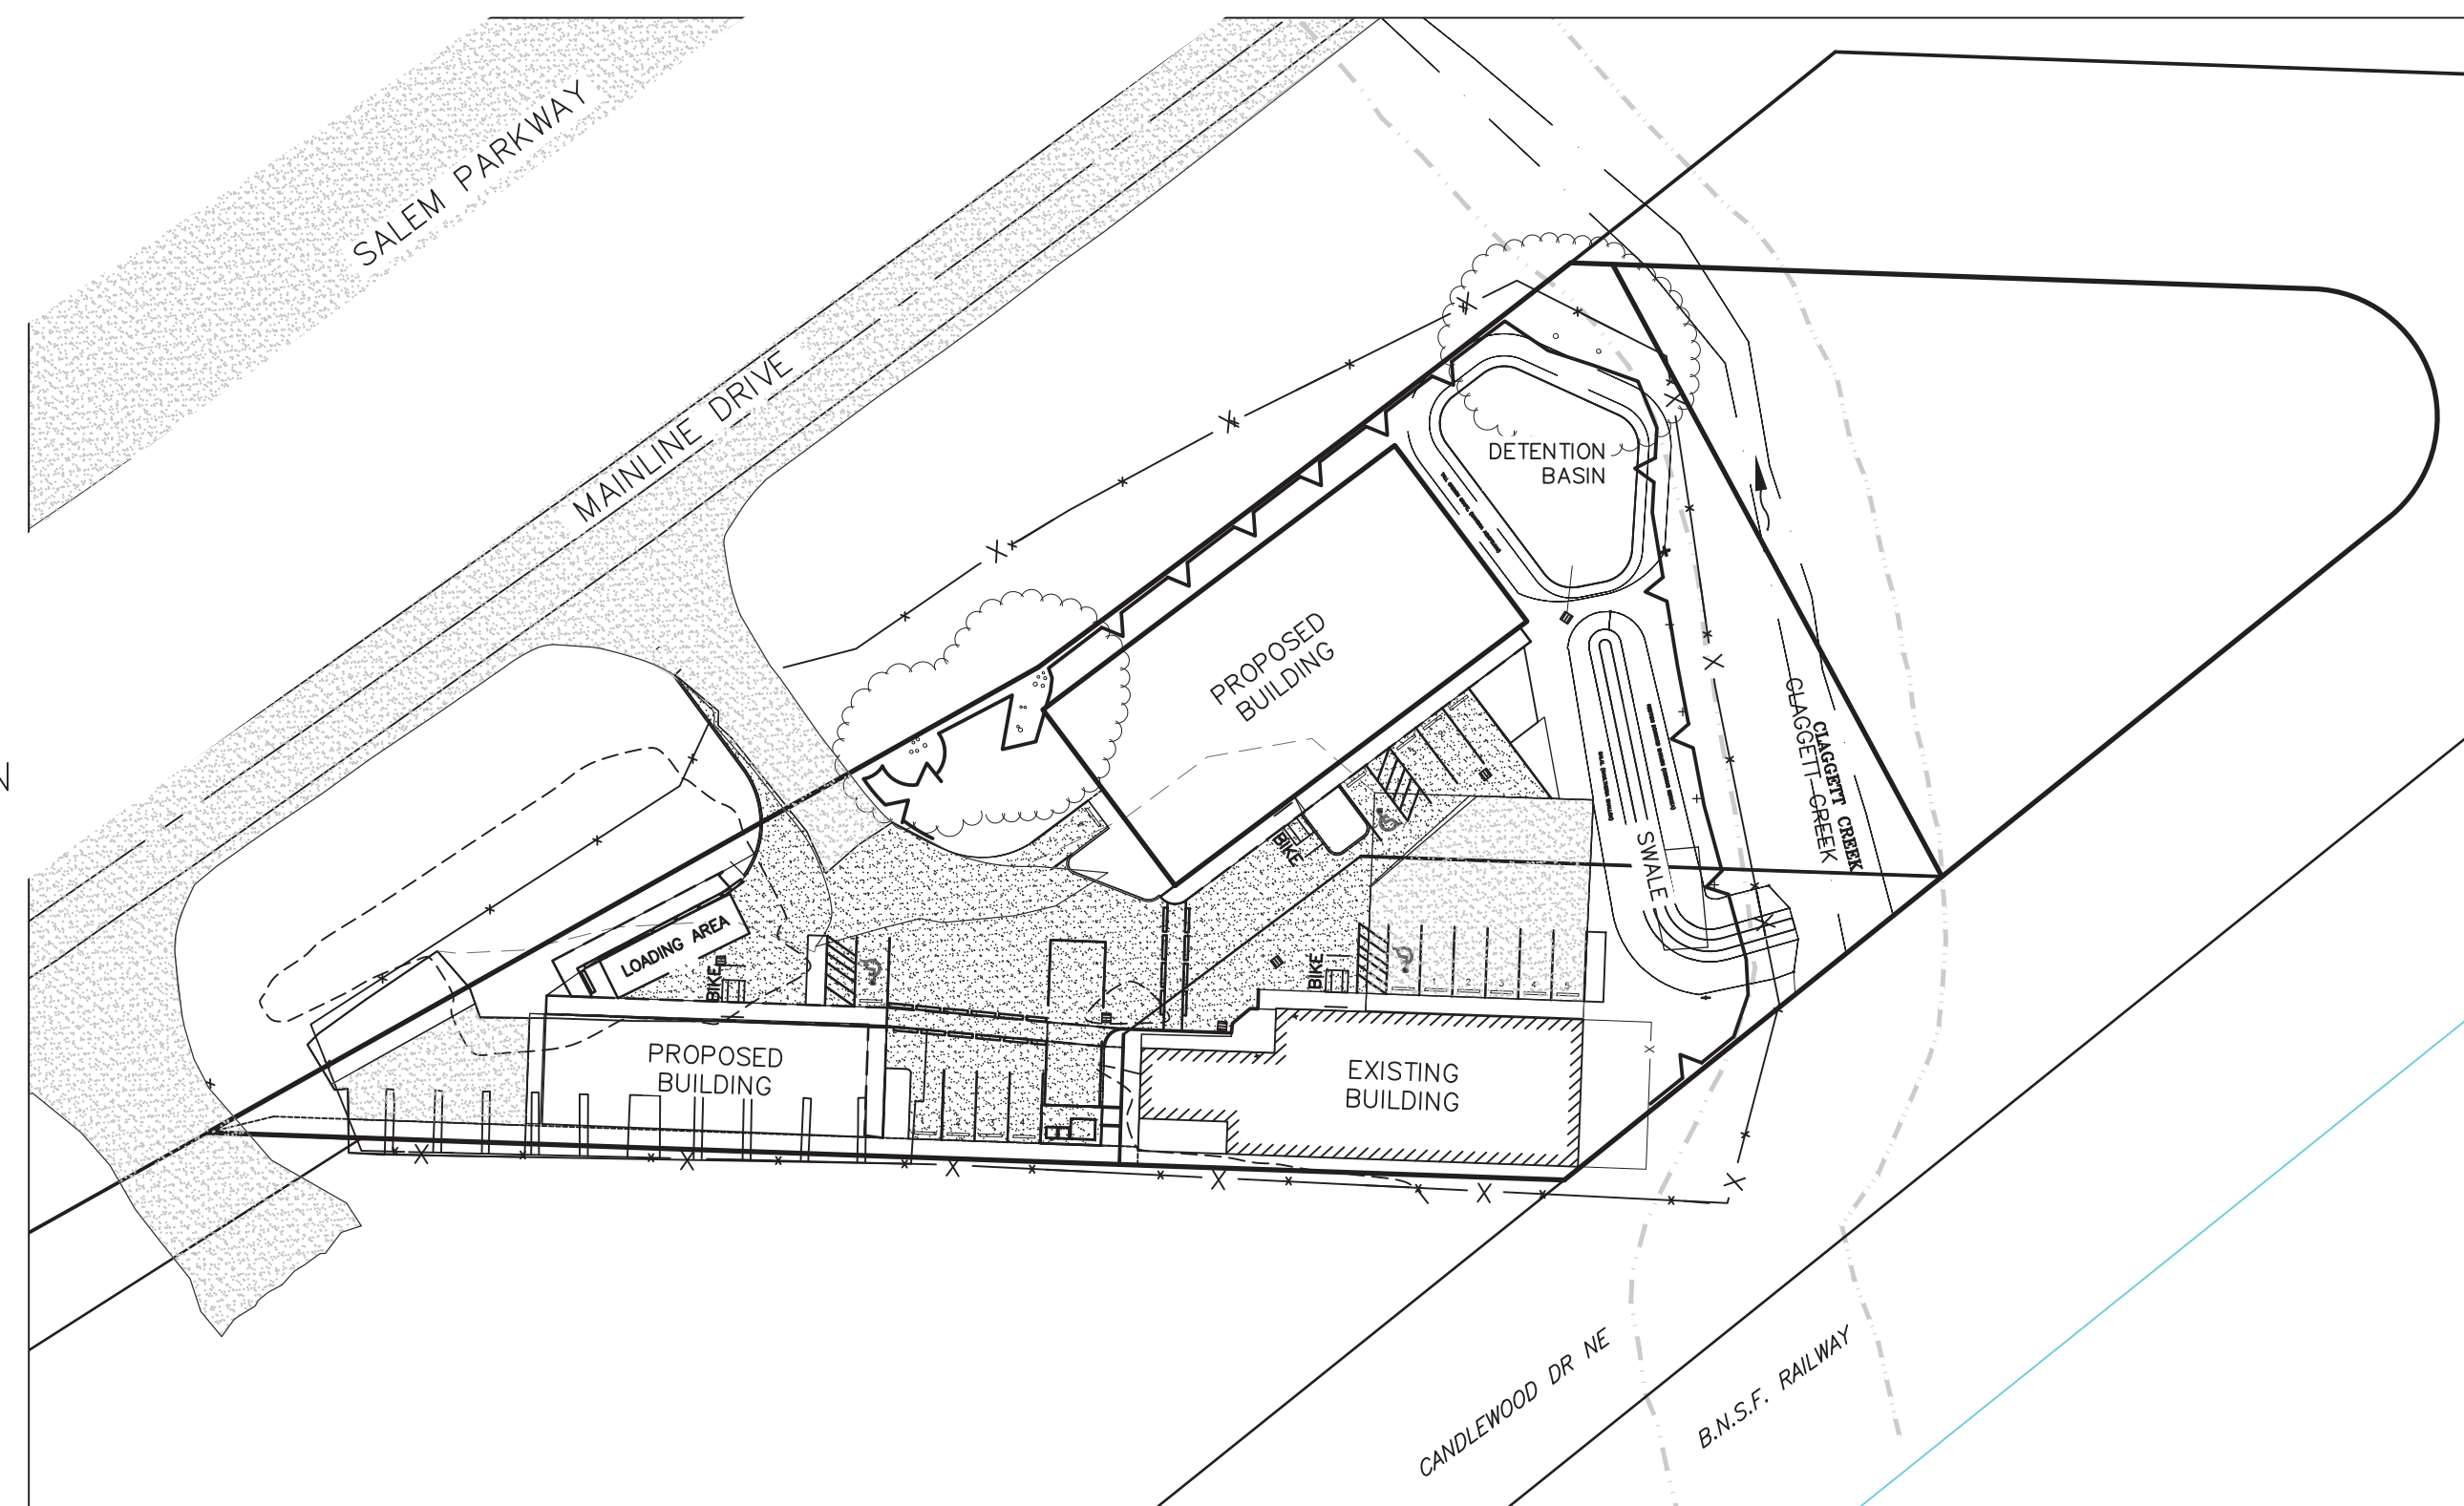 SALEM PARKWAY
MAINLINE DRIVE
DETENTION
BASIN
PROPOSED
BUILDING
CLAGGETT CREEK
CLAGGETT CREEK
SWALE
BIKE
LOADING AREA
BIKE
BIKE
PROPOSED
BUILDING
EXISTING
BUILDING
CANDLEWOOD DR NE
B.N.S.F. RAILWAY